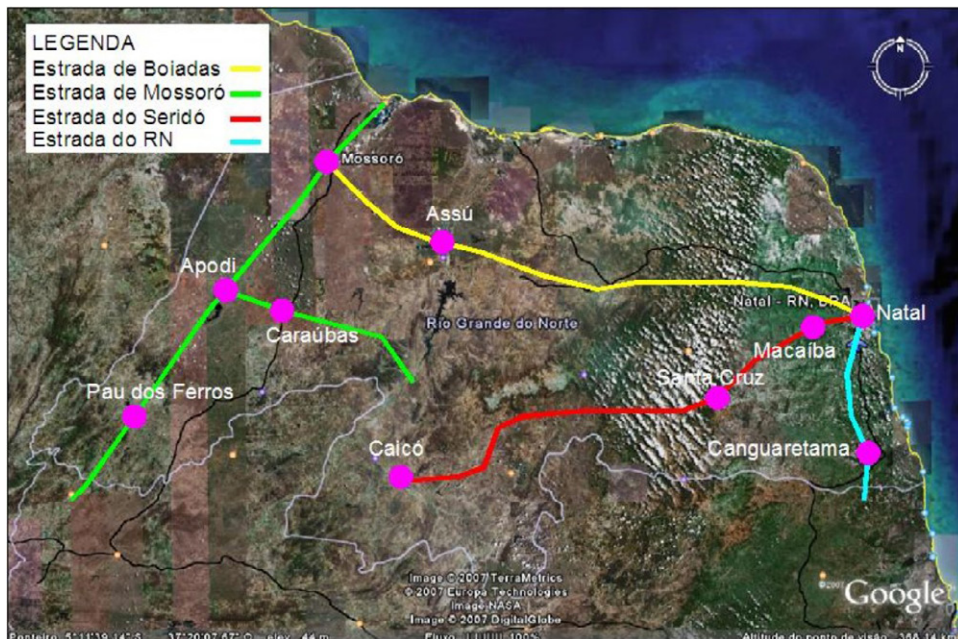 LEGENDA
Estrada de Boiadas
Estrada de Mossoró
Estrada do Seridó
Estrada do RN
N
Mossoró
Assú
Apodi
Natal - RN, BRA
Natal
Rio Grande do Norte
Caraúbas
Macaíba
Santa Cruz
Pau dos Ferros
Caicó
Canguaretama
Image © 2007 TerraMetrics
© 2007 Europa Technologies
Image NASA
Image © 2007 DigitalGlobe
©2007
Google